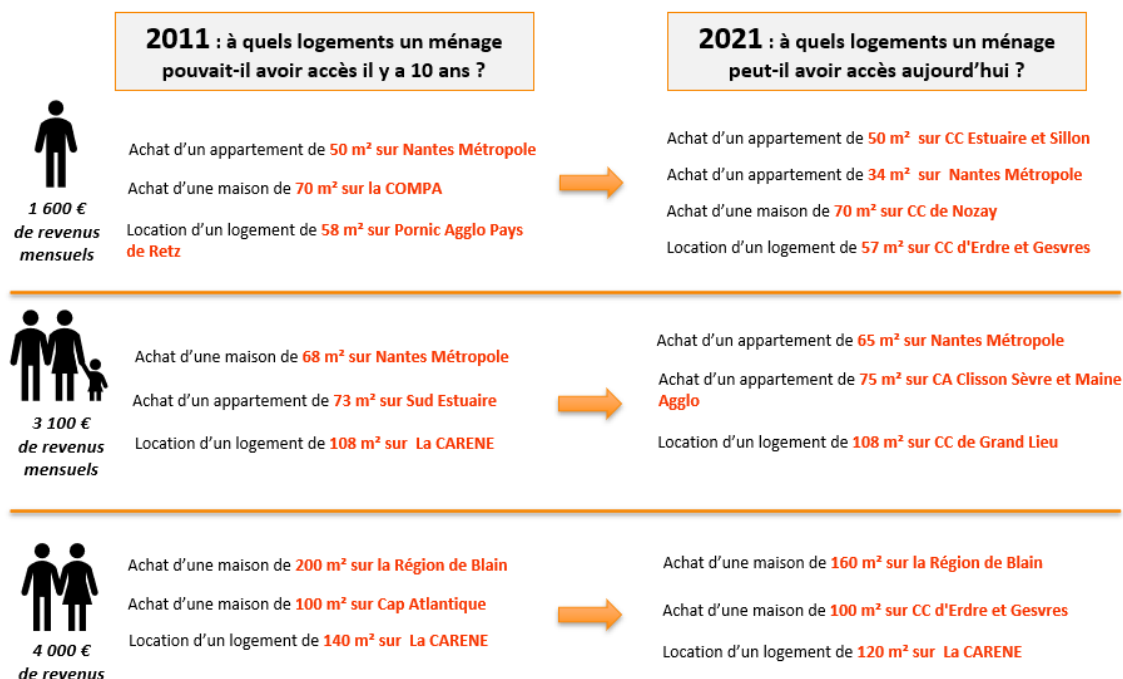 2011 : à quels logements un ménage
pouvait-il avoir accès il y a 10 ans ?
2021 : à quels logements un ménage
peut-il avoir accès aujourd'hui ?
1 600 €
de revenus
mensuels
Achat d'un appartement de 50 m² sur Nantes Métropole
Achat d'une maison de 70 m² sur la COMPA
Location d'un logement de 58 m² sur Pornic Agglo Pays
de Retz
Achat d'un appartement de 50 m² sur CC Estuaire et Sillon
Achat d'un appartement de 34 m² sur Nantes Métropole
Achat d'une maison de 70 m² sur CC de Nozay
Location d'un logement de 57 m² sur CC d'Erdre et Gesvres
3 100 €
de revenus
mensuels
Achat d'une maison de 68 m² sur Nantes Métropole
Achat d'un appartement de 73 m² sur Sud Estuaire
Location d'un logement de 108 m² sur La CARENE
Achat d'un appartement de 65 m² sur Nantes Métropole
Achat d'un appartement de 75 m² sur CA Clisson Sèvre et Maine
Agglo
Location d'un logement de 108 m² sur CC de Grand Lieu
4 000 €
de revenus
Achat d'une maison de 200 m² sur la Région de Blain
Achat d'une maison de 100 m² sur Cap Atlantique
Location d'un logement de 140 m² sur La CARENE
Achat d'une maison de 160 m² sur la Région de Blain
Achat d'une maison de 100 m² sur CC d'Erdre et Gesvres
Location d'un logement de 120 m² sur La CARENE